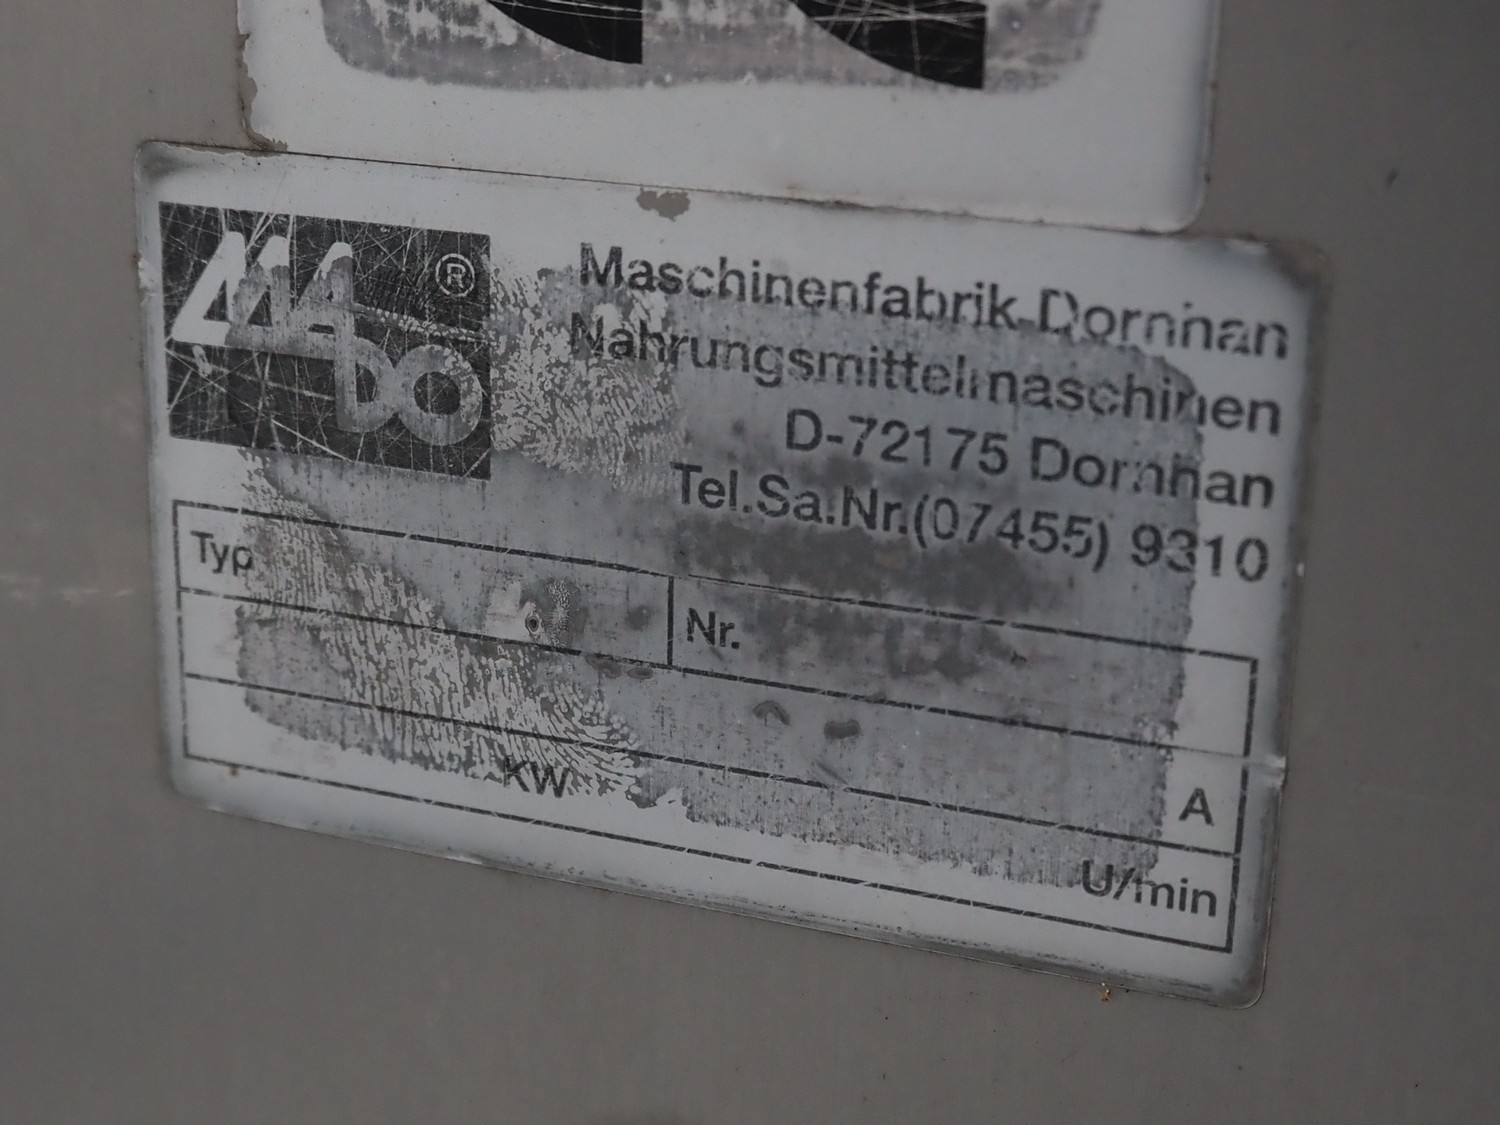 MADO ®
Maschinenfabrik Dornhan
Nahrungsmittelmaschinen
D-72175 Dornhan
Tel.Sa.Nr.(07455) 9310
Typ Nr.
KW A
U/min